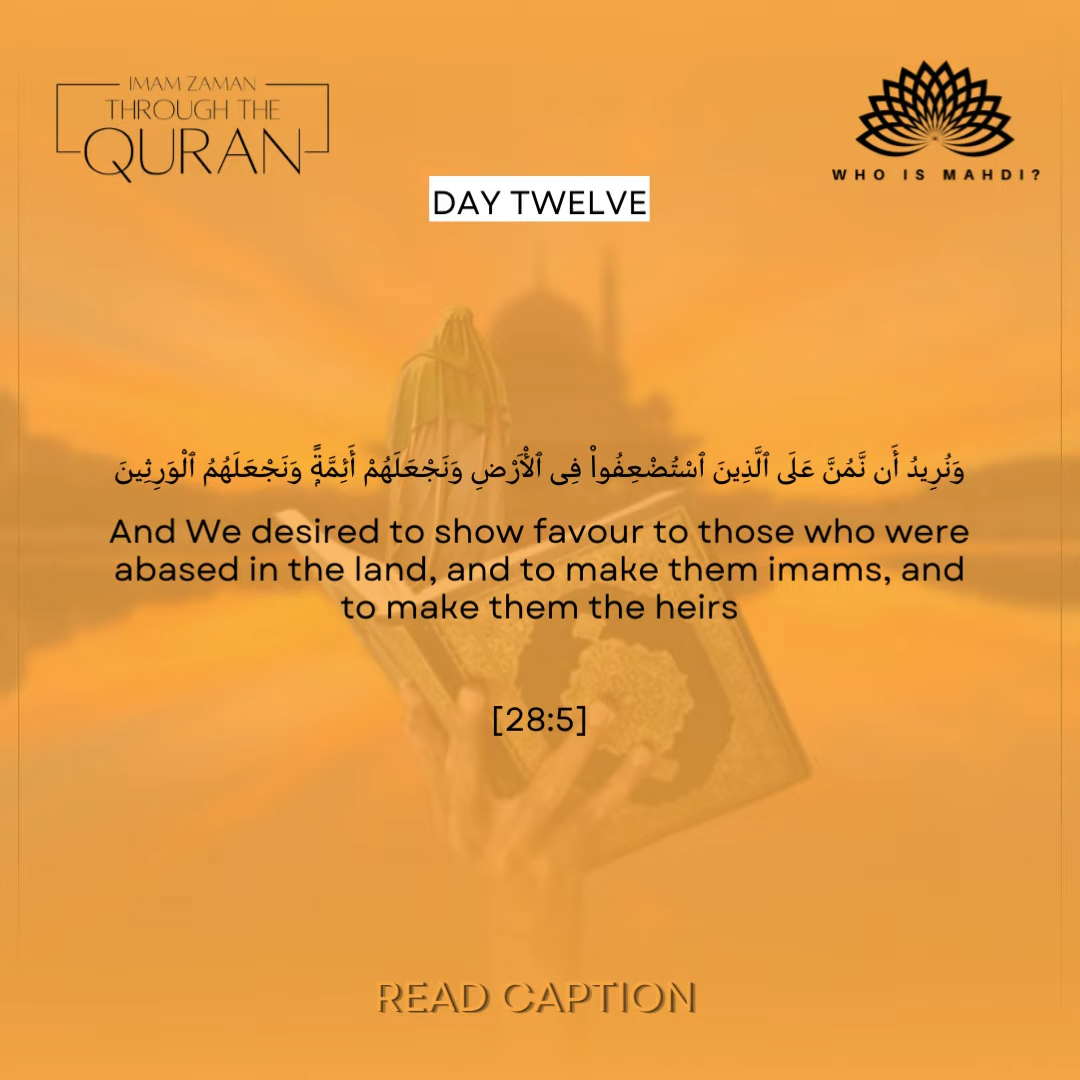 IMAM ZAMAN
THROUGH THE
QURAN
WHO IS MAHDI?
DAY TWELVE
وَنُرِيدُ أَن نَّمُنَّ عَلَى ٱلَّذِينَ ٱسْتُضْعِفُوا۟ فِى ٱلْأَرْضِ وَنَجْعَلَهُمْ أَئِمَّةًۭ وَنَجْعَلَهُمُ ٱلْوَرِثِينَ
And We desired to show favour to those who were
abased in the land, and to make them imams, and
to make them the heirs
[28:5]
READ CAPTION